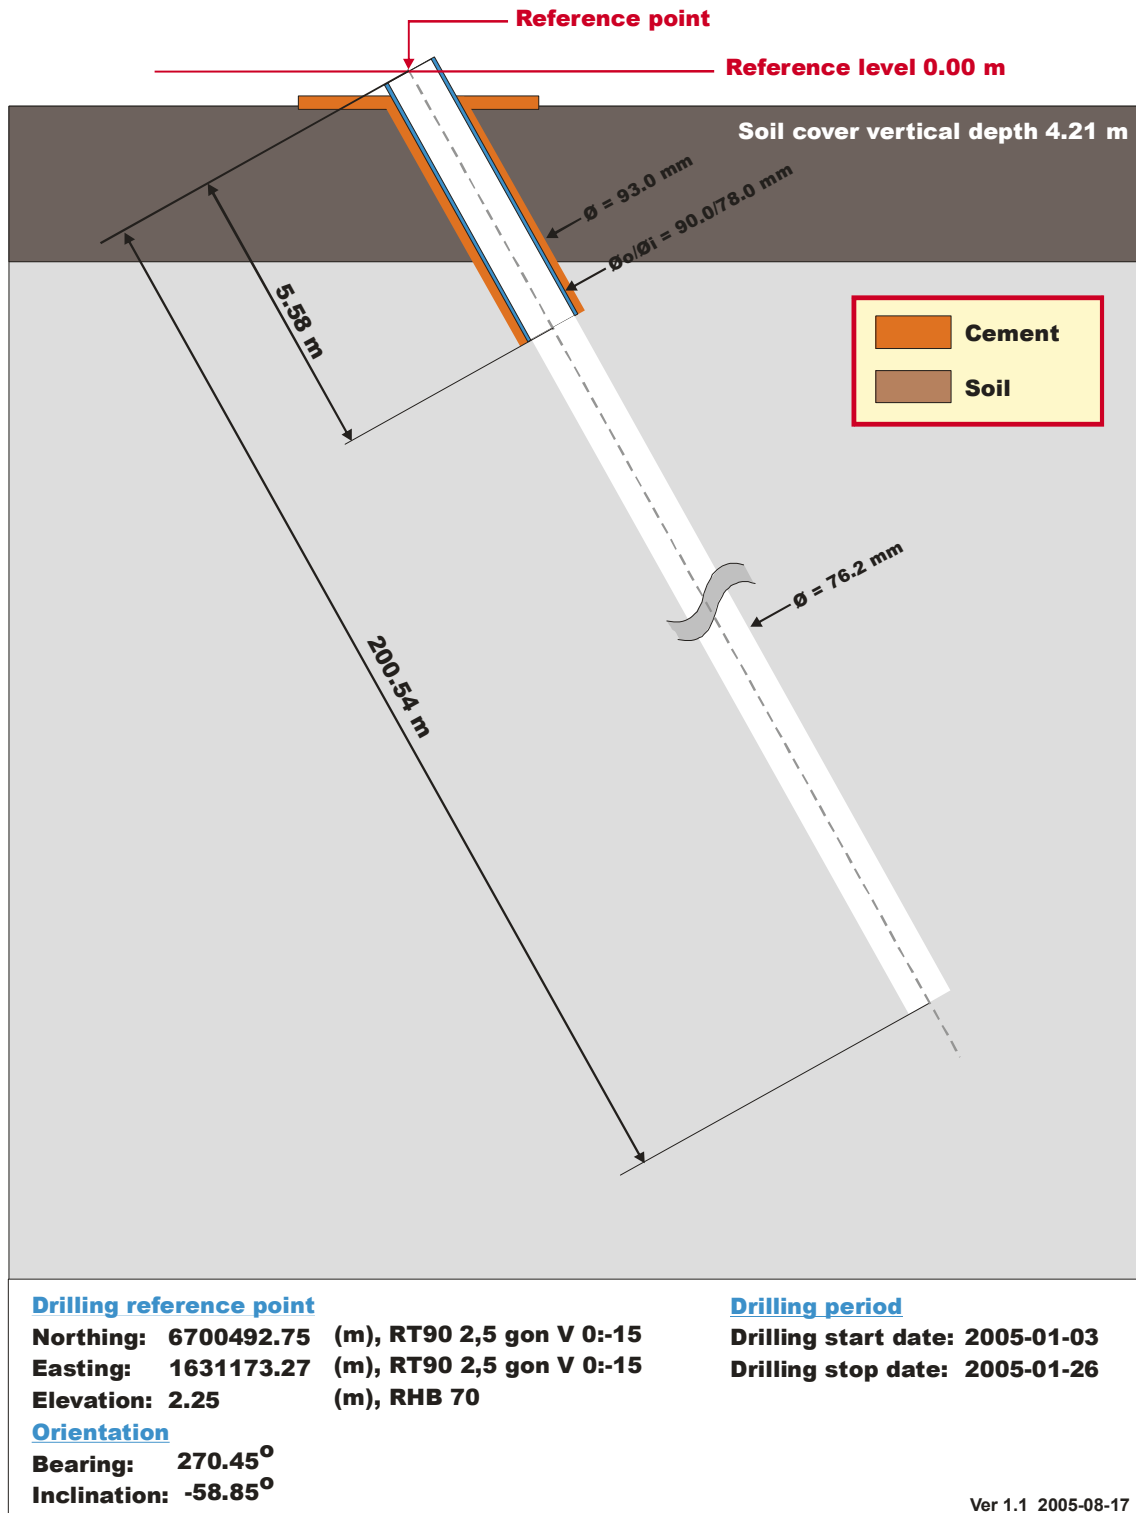 Reference point
Reference level 0.00 m
Soil cover vertical depth 4.21 m
Ø = 93.0 mm
Øo/Øi = 90.0/78.0 mm
5.58 m
Cement
Soil
Ø = 76.2 mm
200.54 m
Drilling reference point
Northing: 6700492.75 (m), RT90 2,5 gon V 0:-15
Easting: 1631173.27 (m), RT90 2,5 gon V 0:-15
Elevation: 2.25 (m), RHB 70
Orientation
Bearing: 270.45°
Inclination: -58.85°
Drilling period
Drilling start date: 2005-01-03
Drilling stop date: 2005-01-26
Ver 1.1 2005-08-17